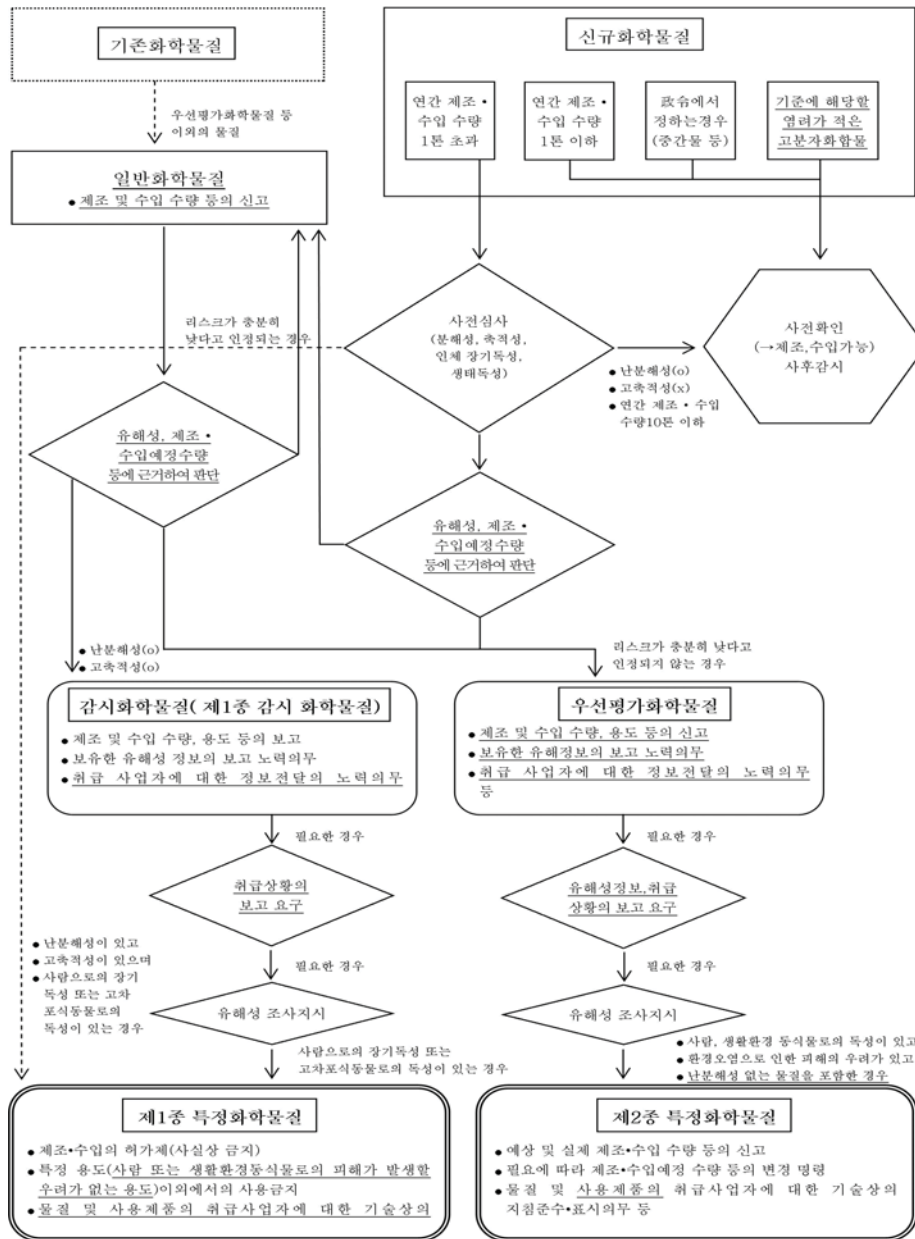 기존화학물질
신규화학물질
우선평가화학물질 등
이외의 물질
연간 제조•
수입 수량
1톤 초과
연간 제조•
수입 수량
1톤 이하
政令에서
정하는경우
(중간물 등)
기준에 해당할
염려가 적은
고분자화합물
일반화학물질
● 제조 및 수입 수량 등의 신고
리스크가 충분히
낮다고 인정되는 경우
사전심사
(분해성, 축적성,
인체 장기독성,
생태독성)
● 난분해성(o)
● 고축적성(x)
● 연간 제조 • 수입
수량10톤 이하
사전확인
(→제조,수입가능)
사후감시
유해성, 제조•
수입예정수량
등에 근거하여 판단
유해성, 제조•
수입예정수량
등에 근거하여 판단
● 난분해성(o)
● 고축적성(o)
리스크가 충분히 낮다고
인정되지 않는 경우
감시화학물질( 제1종 감시 화학물질)
● 제조 및 수입 수량, 용도 등의 보고
● 보유한 유해성 정보의 보고 노력의무
● 취급 사업자에 대한 정보전달의 노력의무
우선평가화학물질
● 제조 및 수입 수량, 용도 등의 신고
● 보유한 유해정보의 보고 노력의무
● 취급 사업자에 대한 정보전달의 노력의무
등
필요한 경우
필요한 경우
취급상황의
보고 요구
유해성정보,취급
상황의 보고 요구
● 난분해성이 있고
● 고축적성이 있으며
● 사람으로의 장기
독성 또는 고차
포식동물로의
독성이 있는 경우
필요한 경우
필요한 경우
유해성 조사지시
유해성 조사지시
사람으로의 장기독성 또는
고차포식동물로의 독성이 있는 경우
● 사람, 생활환경 동식물로의 독성이 있고
● 환경오염으로 인한 피해의 우려가 있고
● 난분해성 없는 물질을 포함한 경우
제1종 특정화학물질
● 제조•수입의 허가제(사실상 금지)
● 특정 용도(사람 또는 생활환경동식물로의 피해가 발생할
우려가 없는 용도)이외에서의 사용금지
● 물질 및 사용제품의 취급사업자에 대한 기술상의
제2종 특정화학물질
● 예상 및 실제 제조•수입 수량 등의 신고
● 필요에 따라 제조•수입예정 수량 등의 변경 명령
● 물질 및 사용제품의 취급사업자에 대한 기술상의
지침준수•표시의무 등